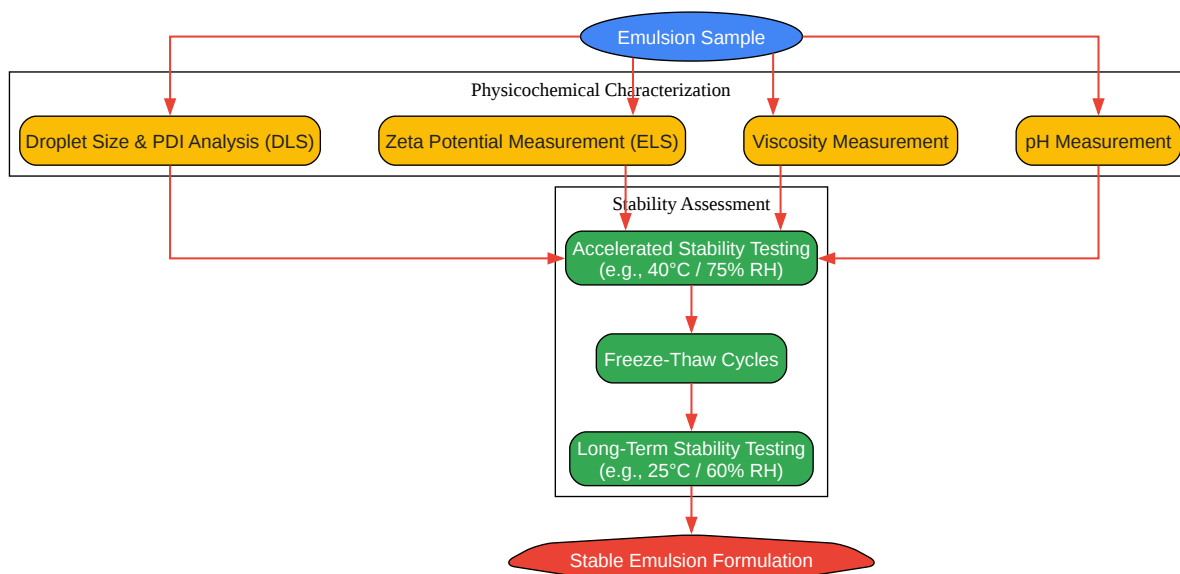 Emulsion Sample
Physicochemical Characterization
Droplet Size & PDI Analysis (DLS)
Zeta Potential Measurement (ELS)
Viscosity Measurement
pH Measurement
Stability Assessment
Accelerated Stability Testing
(e.g., 40°C / 75% RH)
Freeze-Thaw Cycles
Long-Term Stability Testing
(e.g., 25°C / 60% RH)
Stable Emulsion Formulation